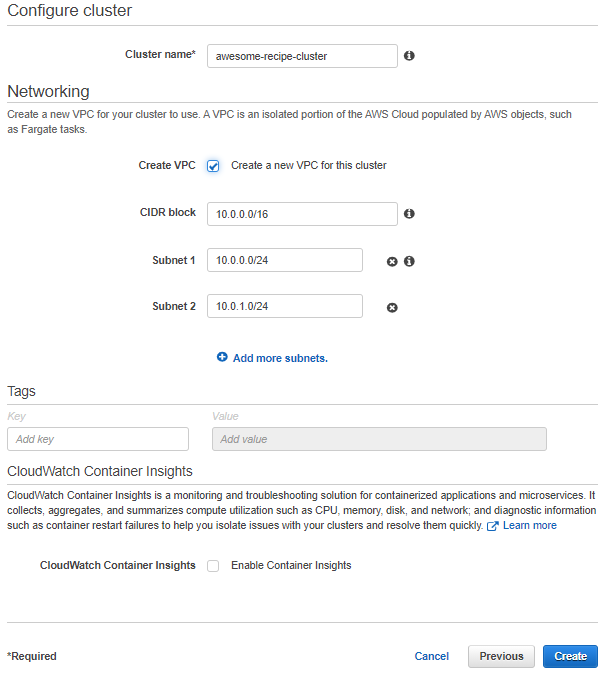 Configure cluster
Cluster name* awesome-recipe-cluster
Networking
Create a new VPC for your cluster to use. A VPC is an isolated portion of the AWS Cloud populated by AWS objects, such
as Fargate tasks.
Create VPC Create a new VPC for this cluster
CIDR block 10.0.0.0/16
Subnet 1 10.0.0.0/24
Subnet 2 10.0.1.0/24
Add more subnets.
Tags
Key Value
Add key Add value
CloudWatch Container Insights
CloudWatch Container Insights is a monitoring and troubleshooting solution for containerized applications and microservices. It
collects, aggregates, and summarizes compute utilization such as CPU, memory, disk, and network; and diagnostic information
such as container restart failures to help you isolate issues with your clusters and resolve them quickly. Learn more
CloudWatch Container Insights Enable Container Insights
*Required Cancel Previous Create